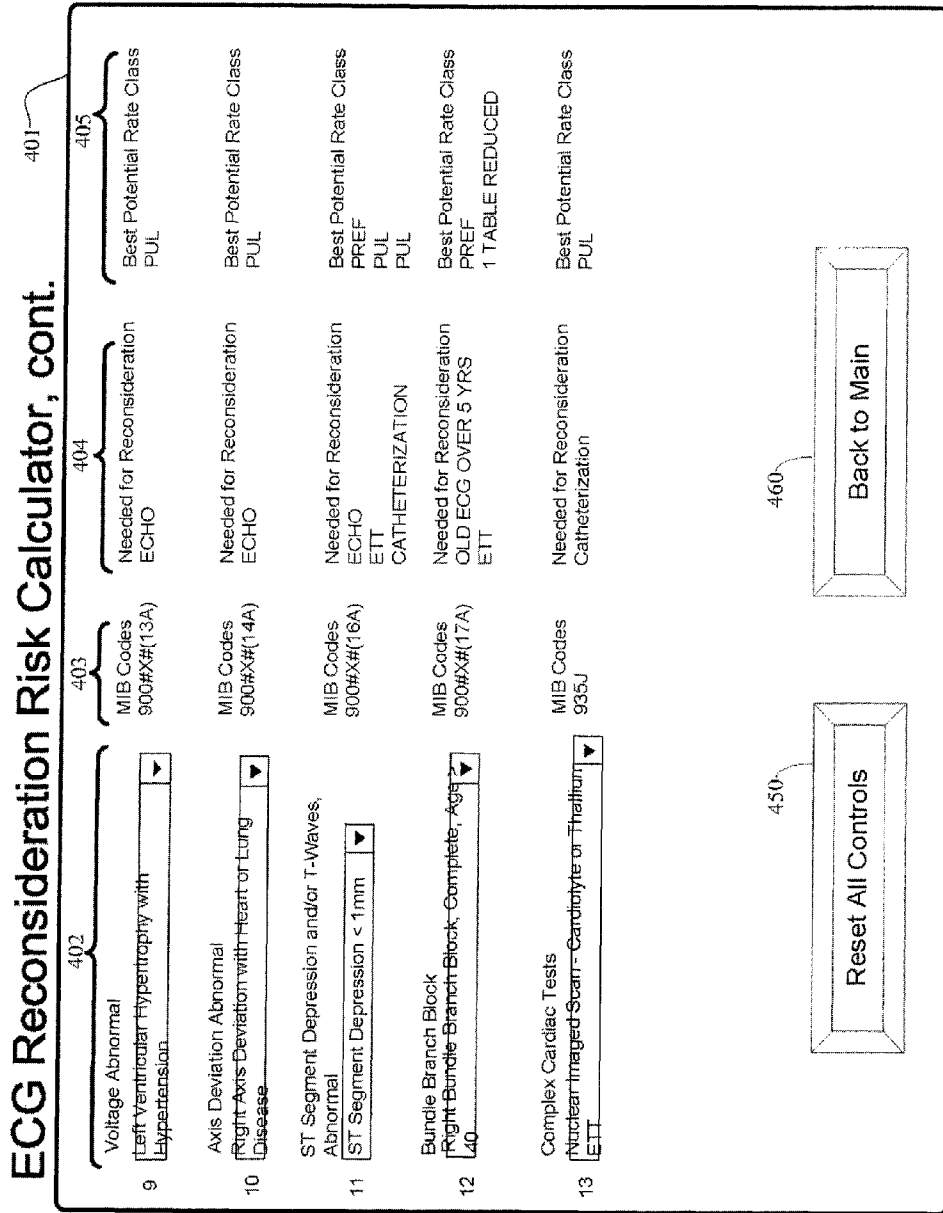 ECG Reconsideration Risk Calculator, cont.
401
402
403
404
405
9
Voltage Abnormal
Left Ventricular Hypertrophy with
Hypertension
MIB Codes
900#X#(13A)
Needed for Reconsideration
ECHO
Best Potential Rate Class
PUL
10
Axis Deviation Abnormal
Right Axis Deviation with Heart or Lung
Disease
MIB Codes
900#X#(14A)
Needed for Reconsideration
ECHO
Best Potential Rate Class
PUL
11
ST Segment Depression and/or T-Waves,
Abnormal
ST Segment Depression < 1mm
MIB Codes
900#X#(16A)
Needed for Reconsideration
ECHO
ETT
CATHETERIZATION
Best Potential Rate Class
PREF
PUL
PUL
12
Bundle Branch Block
Right Bundle Branch Block, Complete, Age >
40
MIB Codes
900#X#(17A)
Needed for Reconsideration
OLD ECG OVER 5 YRS
ETT
Best Potential Rate Class
PREF
1 TABLE REDUCED
13
Complex Cardiac Tests
Nuclear Imaged Scan - Cardiolyte or Thallium
ETT
MIB Codes
935J
Needed for Reconsideration
Catheterization
Best Potential Rate Class
PUL
450
Reset All Controls
460
Back to Main